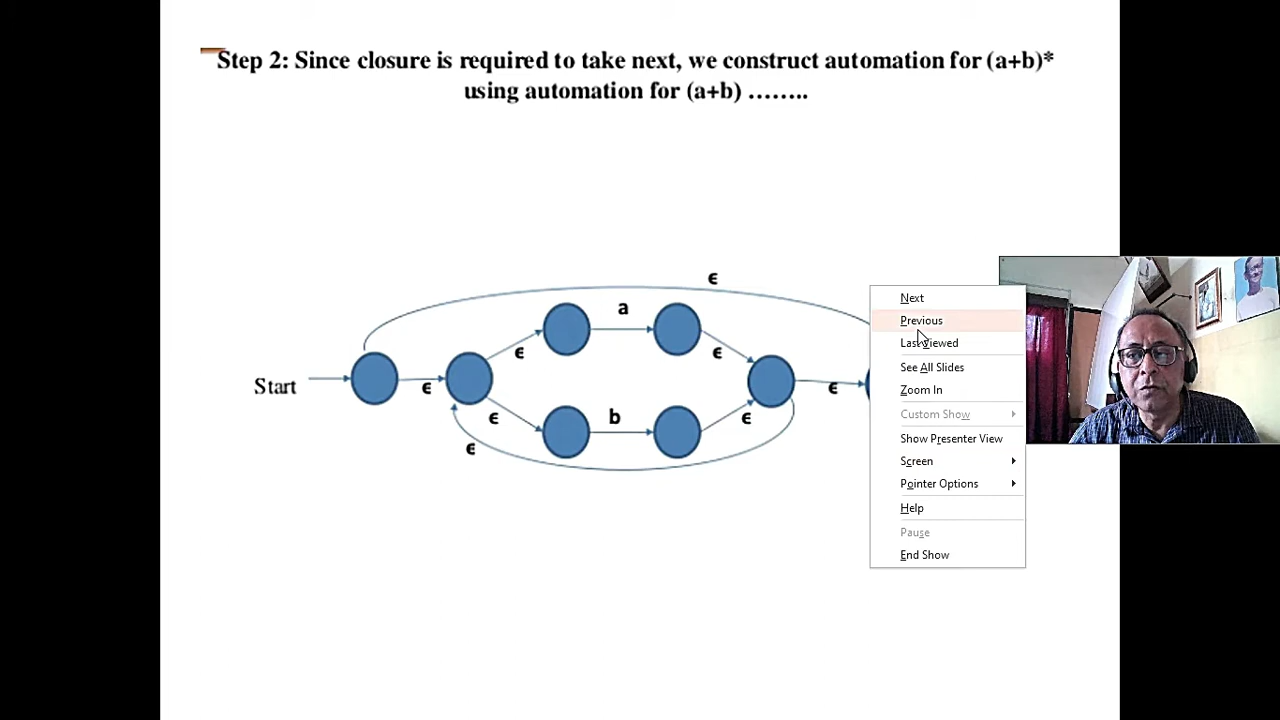 Step 2: Since closure is required to take next, we construct automation for (a+b)*
using automation for (a+b) ……..
ϵ
a
ϵ
ϵ
Start
ϵ
ϵ
ϵ
b
ϵ
ϵ
Next
Previous
Last Viewed
See All Slides
Zoom In
Custom Show
Show Presenter View
Screen
Pointer Options
Help
Pause
End Show